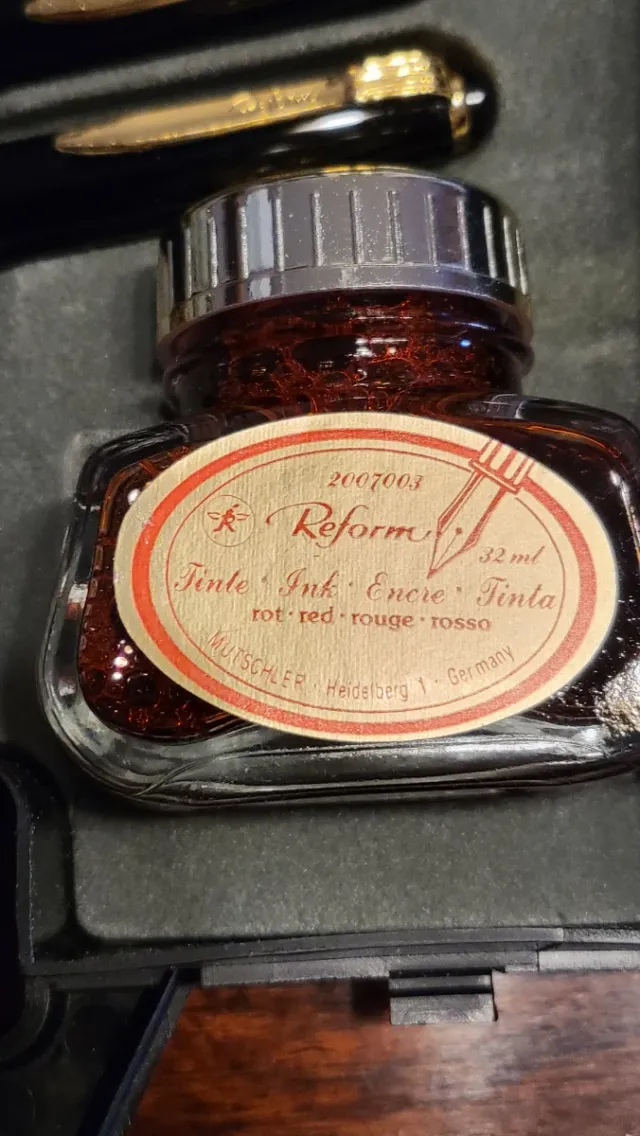 2007003
Reform
32 ml
Tinte · Ink · Encre · Tinta
rot · red · rouge · rosso
MUTSCHLER · Heidelberg 1 · Germany